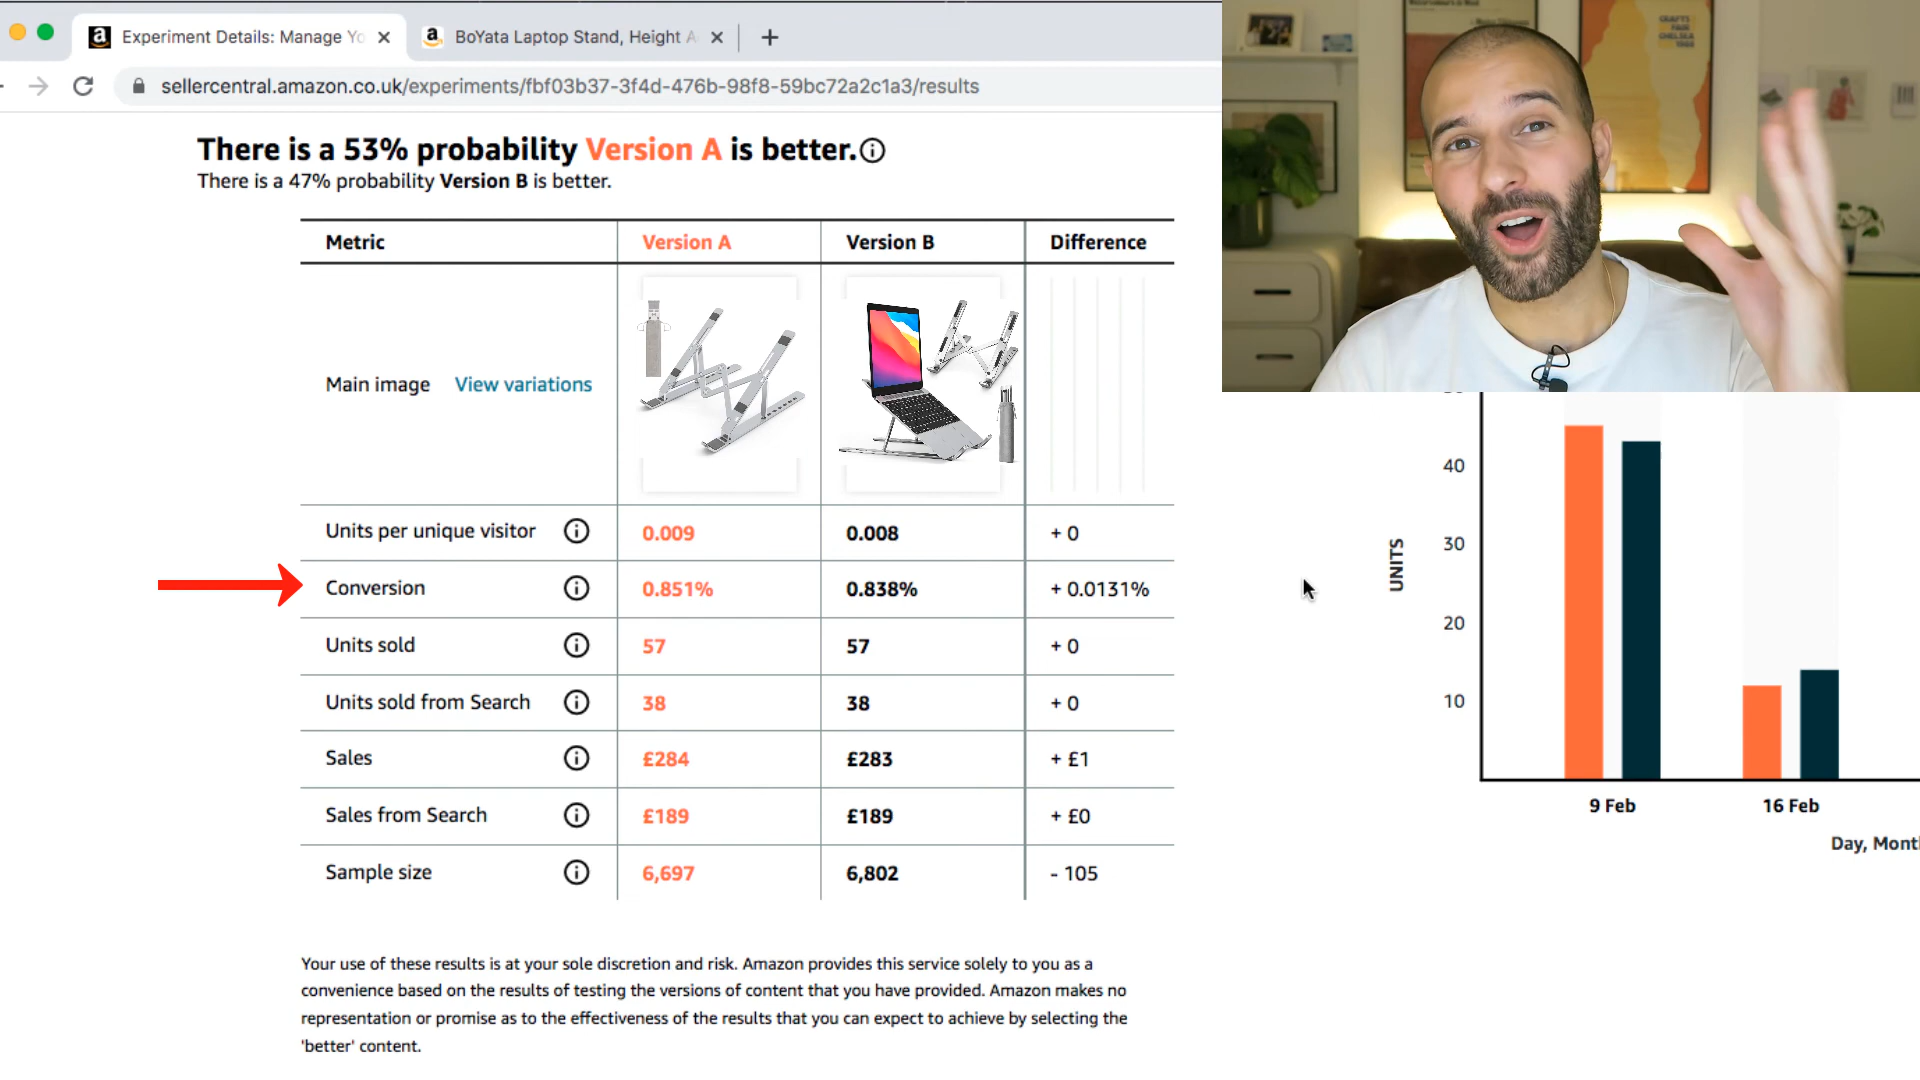 Experiment Details: Manage Yo
BoYata Laptop Stand, Height A
sellercentral.amazon.co.uk/experiments/fbf03b37-3f4d-476b-98f8-59bc72a2c1a3/results
There is a 53% probability Version A is better.
There is a 47% probability Version B is better.
Metric Version A Version B Difference
Main image View variations
Units per unique visitor 0.009 0.008 + 0
Conversion 0.851% 0.838% + 0.0131%
Units sold 57 57 + 0
Units sold from Search 38 38 + 0
Sales £284 £283 + £1
Sales from Search £189 £189 + £0
Sample size 6,697 6,802 - 105
Your use of these results is at your sole discretion and risk. Amazon provides this service solely to you as a
convenience based on the results of testing the versions of content that you have provided. Amazon makes no
representation or promise as to the effectiveness of the results that you can expect to achieve by selecting the
'better' content.
CRAFTS
FAIR
CHELSEA
UNITS
40
30
20
10
9 Feb 16 Feb
Day, Month